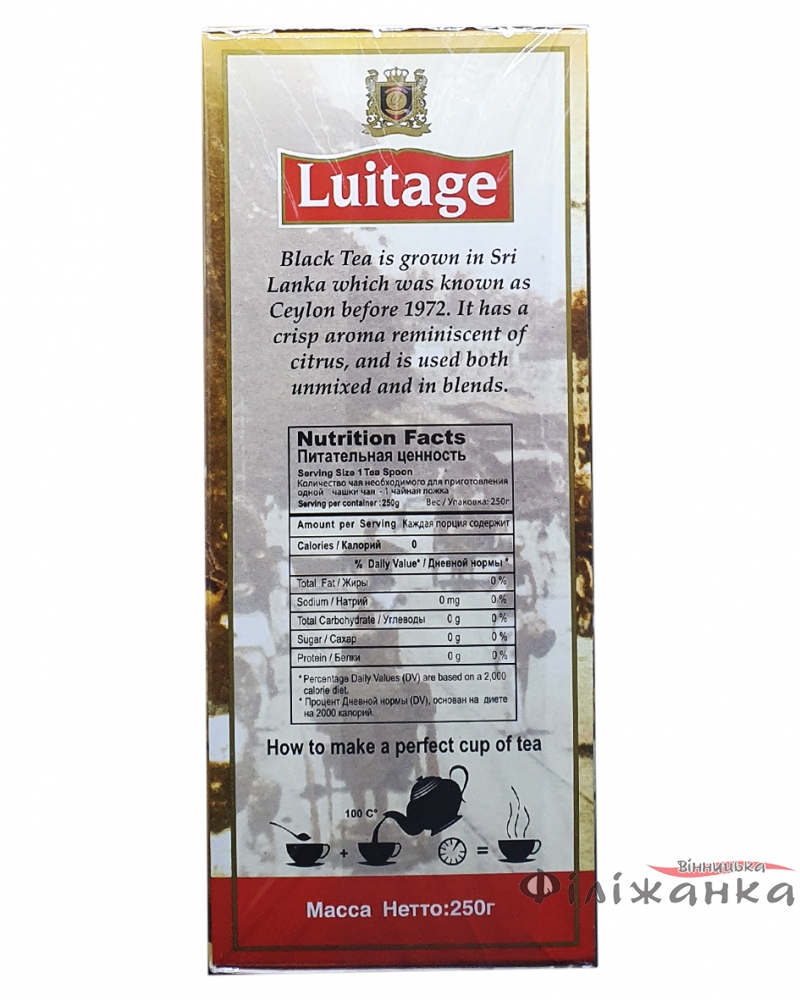 Luitage
Black Tea is grown in Sri
Lanka which was known as
Ceylon before 1972. It has a
crisp aroma reminiscent of
citrus, and is used both
unmixed and in blends.
Nutrition Facts
Питательная ценность
Serving Size 1 Tea Spoon
Количество чая необходимого для приготовления
одной чашки чая - 1 чайная ложка
Serving per container :250g Вес / Упаковка: 250г
Amount per Serving Каждая порция содержит
Calories / Калорий 0
% Daily Value* / Дневной нормы *
Total Fat / Жиры 0 %
Sodium / Натрий 0 mg 0 %
Total Carbohydrate / Углеводы 0 g 0 %
Sugar / Сахар 0 g 0 %
Protein / Белки 0 g 0 %
* Percentage Daily Values (DV) are based on a 2,000
calorie diet.
* Процент Дневной нормы (DV), основан на диете
на 2000 калорий.
How to make a perfect cup of tea
100 C°
+ =
Вінницька
Філіжанка
Масса Нетто:250г